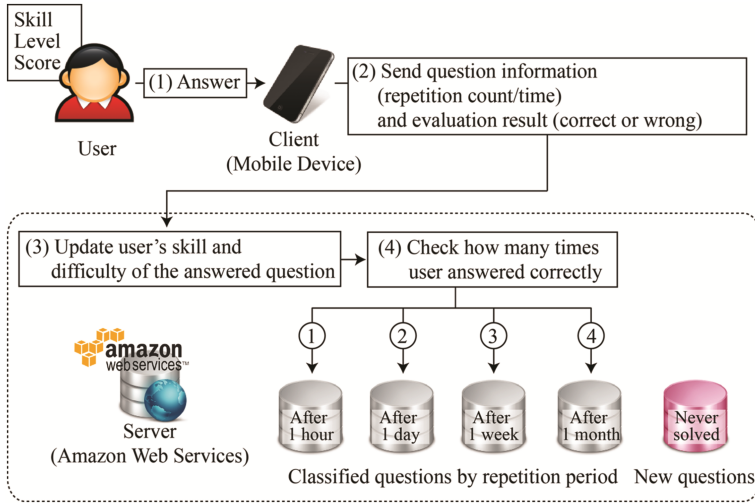 Skill
Level
Score
User
(1) Answer
Client
(Mobile Device)
(2) Send question information
(repetition count/time)
and evaluation result (correct or wrong)
(3) Update user's skill and
difficulty of the answered question
(4) Check how many times
user answered correctly
1
2
3
4
amazon
webservices™
Server
(Amazon Web Services)
After
1 hour
After
1 day
After
1 week
After
1 month
Never
solved
Classified questions by repetition period
New questions